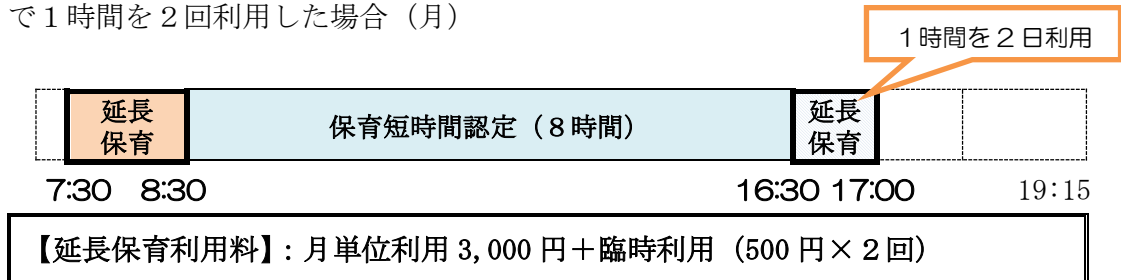 で１時間を２回利用した場合（月）
１時間を２日利用
延長
保育
保育短時間認定（８時間）
延長
保育
7:30 8:30 16:30 17:00 19:15
【延長保育利用料】：月単位利用 3,000 円＋臨時利用（500 円×２回）